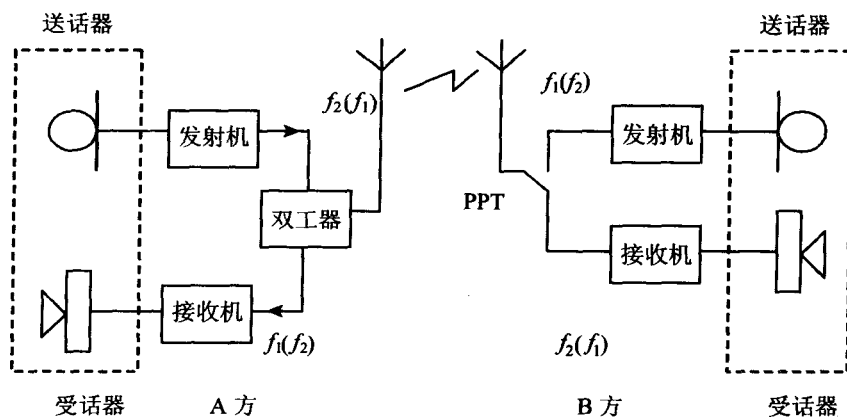 送话器
送话器
f₂(f₁)
f₁(f₂)
发射机
发射机
双工器
PPT
接收机
接收机
f₁(f₂)
f₂(f₁)
受话器
A 方
B 方
受话器